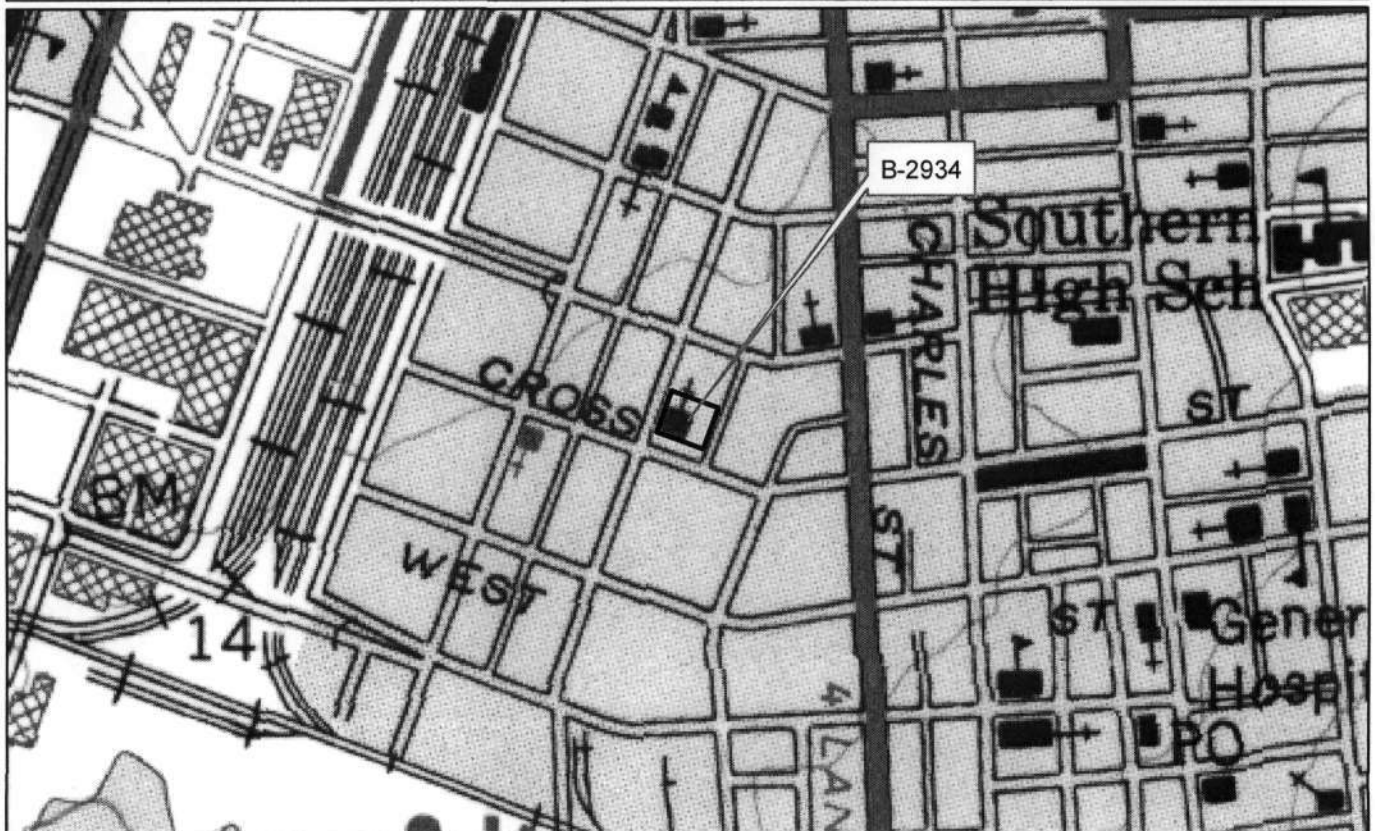 B-2934
CHARLES
Southern
High Sch
CROSS
ST
BM
ST
WEST
14
ST
Gener
Hospi
4
LAN
PO